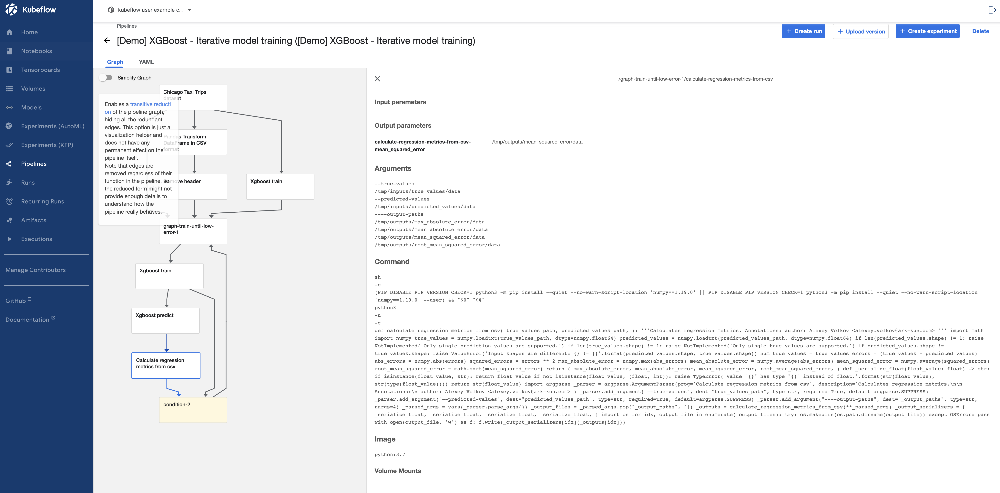 Kubeflow
kubeflow-user-example-c...
Home
Notebooks
Tensorboards
Volumes
Models
Experiments (AutoML)
Experiments (KFP)
Pipelines
Runs
Recurring Runs
Artifacts
Executions
Manage Contributors
GitHub
Documentation
Pipelines
[Demo] XGBoost - Iterative model training ([Demo] XGBoost - Iterative model training)
+ Create run
+ Upload version
+ Create experiment
Delete
Graph
YAML
Simplify Graph
Enables a transitive reducti
on of the pipeline graph,
hiding all the redundant
edges. This option is just a
visualization helper and
does not have any
permanent effect on the
pipeline itself.
Note that edges are
removed regardless of their
function in the pipeline, so
the reduced form might not
provide enough details to
understand how the
pipeline really behaves.
Chicago Taxi Trips
dataset
Pandas Transform
DataFrame in CSV
format
Remove header
Xgboost train
graph-train-until-low-
error-1
Xgboost train
Xgboost predict
Calculate regression
metrics from csv
condition-2
/graph-train-until-low-error-1/calculate-regression-metrics-from-csv
Input parameters
Output parameters
calculate-regression-metrics-from-csv-
mean_squared_error
/tmp/outputs/mean_squared_error/data
Arguments
--true-values
/tmp/inputs/true_values/data
--predicted-values
/tmp/inputs/predicted_values/data
----output-paths
/tmp/outputs/max_absolute_error/data
/tmp/outputs/mean_absolute_error/data
/tmp/outputs/mean_squared_error/data
/tmp/outputs/root_mean_squared_error/data
Command
sh
-c
(PIP_DISABLE_PIP_VERSION_CHECK=1 python3 -m pip install --quiet --no-warn-script-location 'numpy==1.19.0' || PIP_DISABLE_PIP_VERSION_CHECK=1 python3 -m pip install --quiet --no-warn-script-location
'numpy==1.19.0' --user) && "$0" "$@"
python3
-u
-c
def calculate_regression_metrics_from_csv( true_values_path, predicted_values_path, ): '''Calculates regression metrics. Annotations: author: Alexey Volkov <alexey.volkov@ark-kun.com> ''' import math
import numpy true_values = numpy.loadtxt(true_values_path, dtype=numpy.float64) predicted_values = numpy.loadtxt(predicted_values_path, dtype=numpy.float64) if len(predicted_values.shape) != 1: raise
NotImplemented('Only single prediction values are supported.') if len(true_values.shape) != 1: raise NotImplemented('Only single true values are supported.') if predicted_values.shape !=
true_values.shape: raise ValueError('Input shapes are different: {} != {}'.format(predicted_values.shape, true_values.shape)) num_true_values = true_values errors = (true_values - predicted_values)
abs_errors = numpy.abs(errors) squared_errors = errors ** 2 max_absolute_error = numpy.max(abs_errors) mean_absolute_error = numpy.average(abs_errors) mean_squared_error = numpy.average(squared_errors)
root_mean_squared_error = math.sqrt(mean_squared_error) return ( max_absolute_error, mean_absolute_error, mean_squared_error, root_mean_squared_error, ) def _serialize_float(float_value: float) -> str:
if isinstance(float_value, str): return float_value if not isinstance(float_value, (float, int)): raise TypeError('Value "{}" has type "{}" instead of float.'.format(str(float_value),
str(type(float_value)))) return str(float_value) import argparse _parser = argparse.ArgumentParser(prog='Calculate regression metrics from csv', description='Calculates regression metrics.\n\n
Annotations:\n author: Alexey Volkov <alexey.volkov@ark-kun.com>') _parser.add_argument("--true-values", dest="true_values_path", type=str, required=True, default=argparse.SUPPRESS)
_parser.add_argument("--predicted-values", dest="predicted_values_path", type=str, required=True, default=argparse.SUPPRESS) _parser.add_argument("----output-paths", dest="_output_paths", type=str,
nargs=4) _parsed_args = vars(_parser.parse_args()) _output_files = _parsed_args.pop("_output_paths", []) _outputs = calculate_regression_metrics_from_csv(**_parsed_args) _output_serializers = [
_serialize_float, _serialize_float, _serialize_float, _serialize_float, ] import os for idx, output_file in enumerate(_output_files): try: os.makedirs(os.path.dirname(output_file)) except OSError: pass
with open(output_file, 'w') as f: f.write(_output_serializers[idx](_outputs[idx]))
Image
python:3.7
Volume Mounts